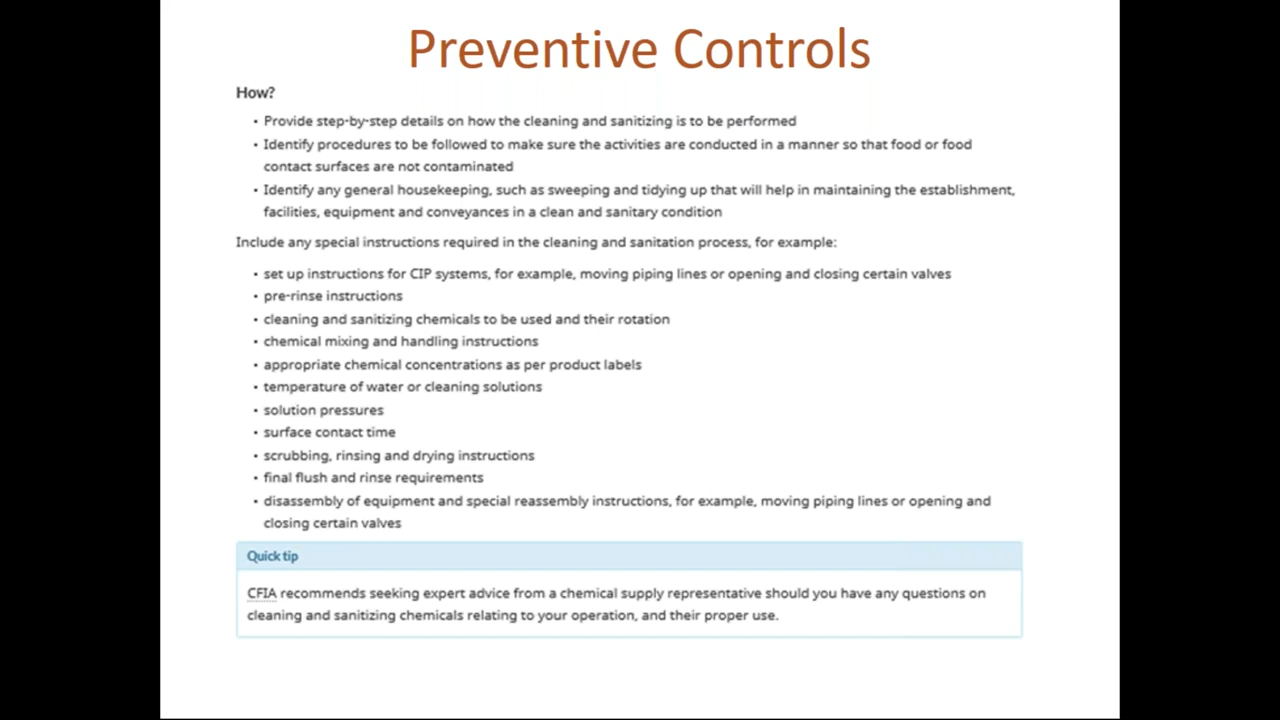 Preventive Controls
How?
• Provide step-by-step details on how the cleaning and sanitizing is to be performed
• Identify procedures to be followed to make sure the activities are conducted in a manner so that food or food
contact surfaces are not contaminated
• Identify any general housekeeping, such as sweeping and tidying up that will help in maintaining the establishment,
facilities, equipment and conveyances in a clean and sanitary condition
Include any special instructions required in the cleaning and sanitation process, for example:
• set up instructions for CIP systems, for example, moving piping lines or opening and closing certain valves
• pre-rinse instructions
• cleaning and sanitizing chemicals to be used and their rotation
• chemical mixing and handling instructions
• appropriate chemical concentrations as per product labels
• temperature of water or cleaning solutions
• solution pressures
• surface contact time
• scrubbing, rinsing and drying instructions
• final flush and rinse requirements
• disassembly of equipment and special reassembly instructions, for example, moving piping lines or opening and
closing certain valves
Quick tip
CFIA recommends seeking expert advice from a chemical supply representative should you have any questions on
cleaning and sanitizing chemicals relating to your operation, and their proper use.